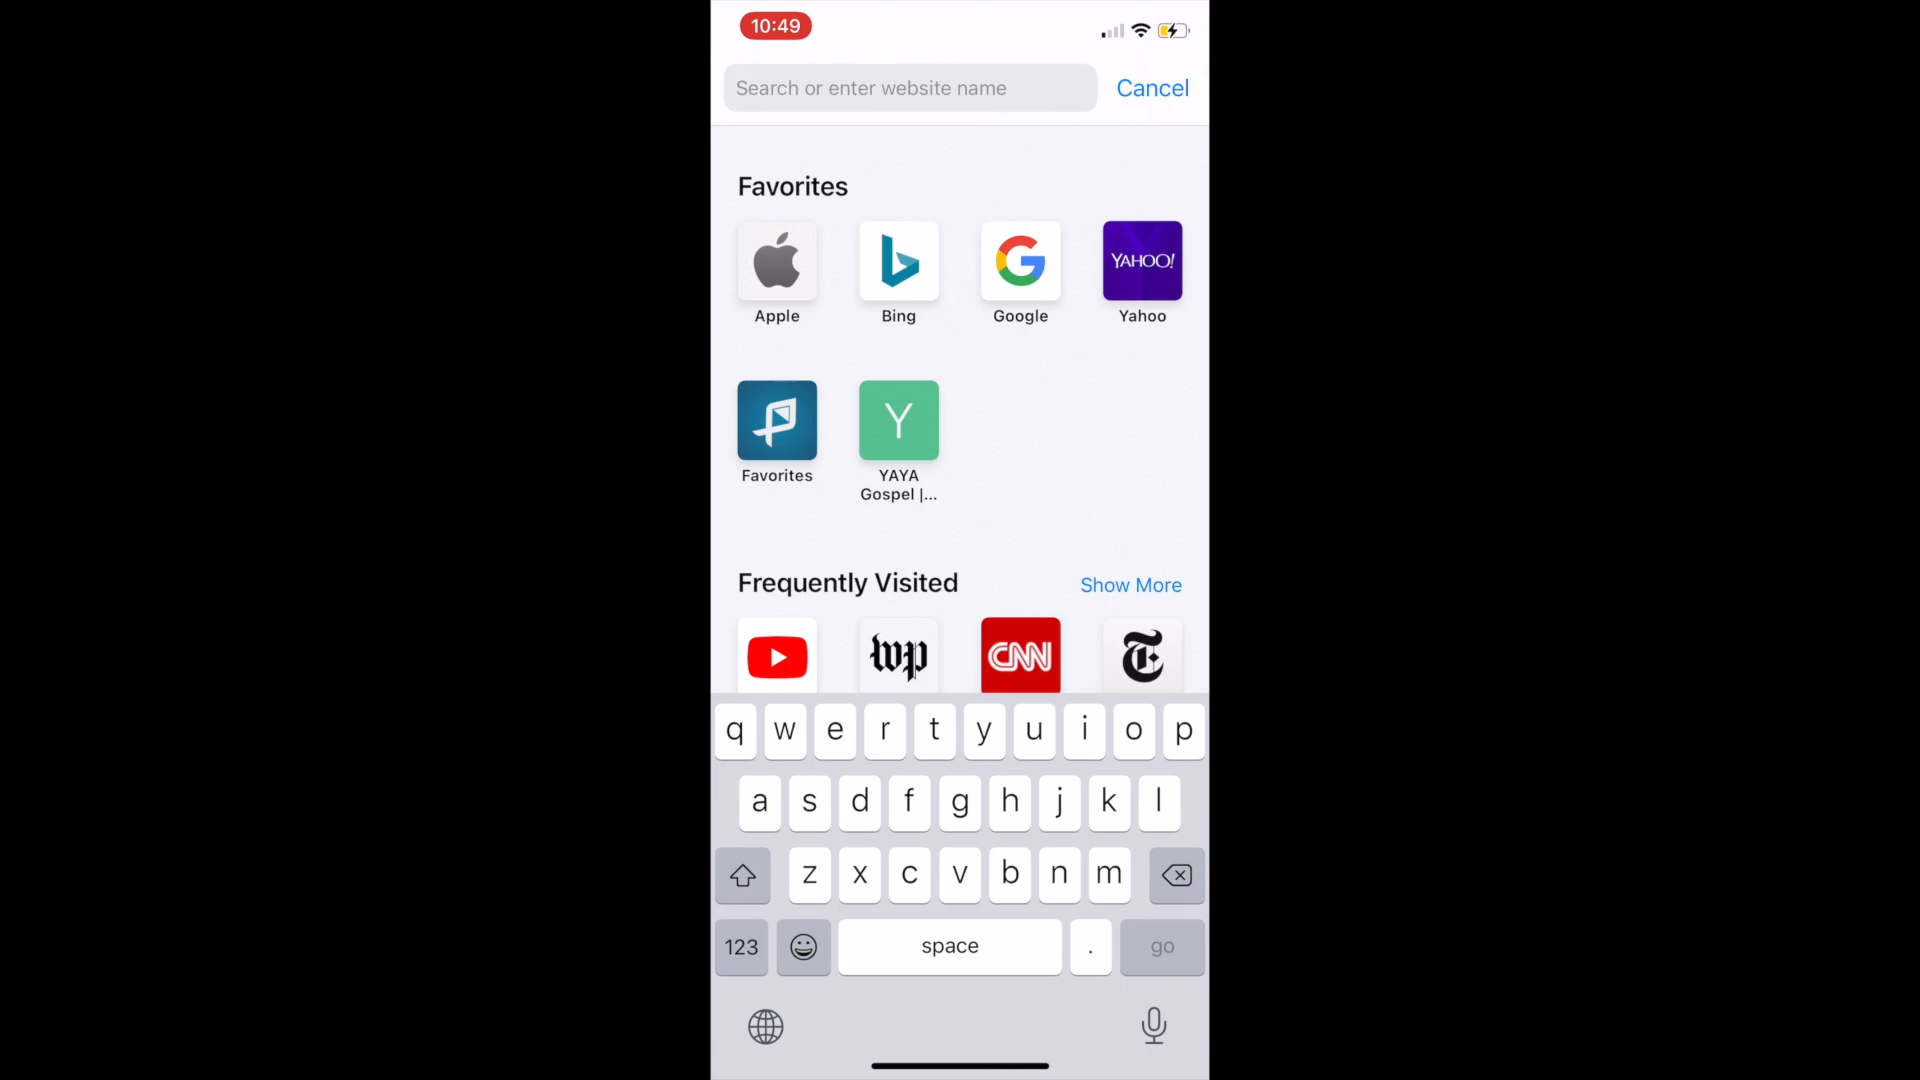 10:49
Search or enter website name
Cancel
Favorites
YAHOO!
Apple
Bing
Google
Yahoo
Y
Favorites
YAYA
Gospel |...
Frequently Visited
Show More
wp
CNN
T
q w e r t y u i o p
a s d f g h j k l
z x c v b n m
123
space
.
go